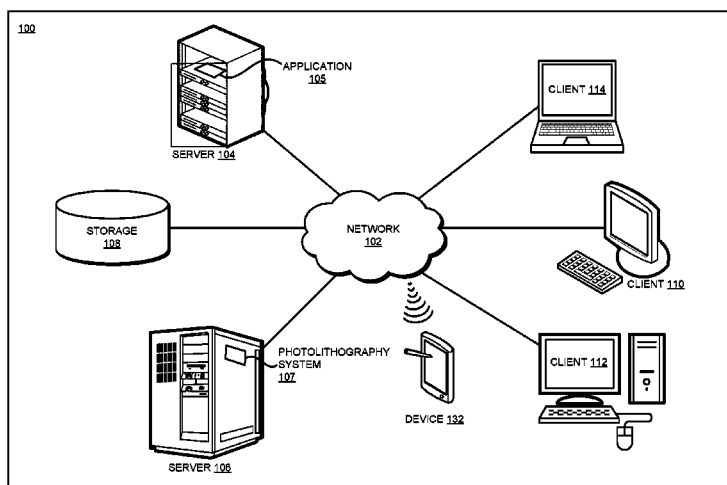 100
APPLICATION
105
SERVER 104
CLIENT 114
STORAGE
108
NETWORK
102
CLIENT 110
PHOTOLITHOGRAPHY
SYSTEM
107
SERVER 106
DEVICE 132
CLIENT 112